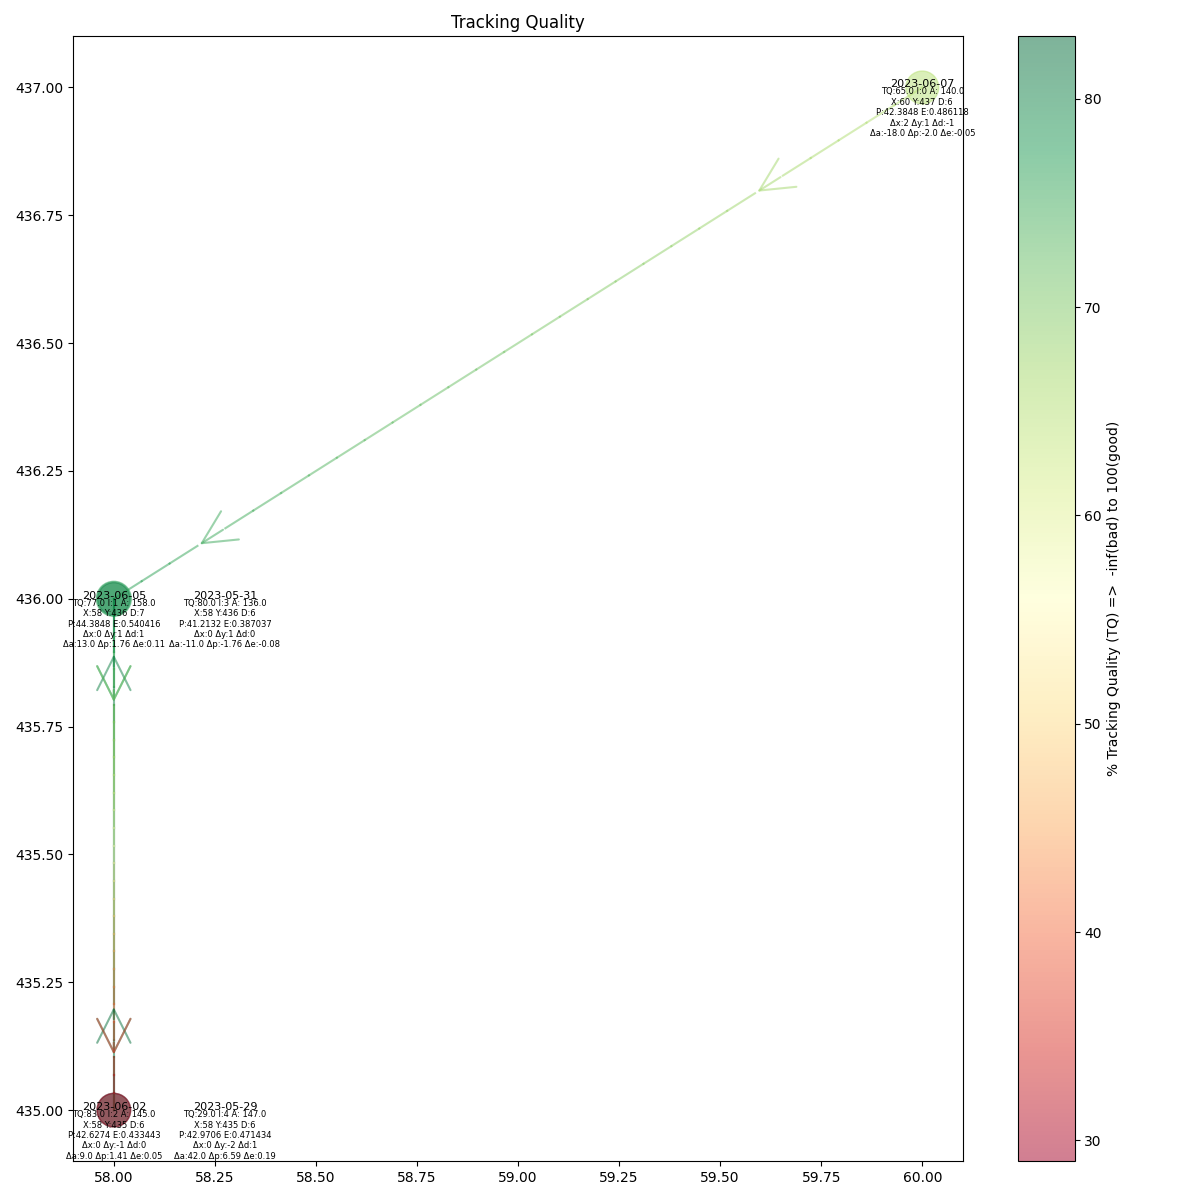 Tracking Quality
437.00
436.75
436.50
436.25
436.00
435.75
435.50
435.25
435.00
58.00 58.25 58.50 58.75 59.00 59.25 59.50 59.75 60.00
2023-06-07
TQ:65.0 I:0 A: 140.0
X:60 Y:437 D:6
P:42.3848 E:0.486118
Δx:2 Δy:1 Δd:-1
Δa:-18.0 Δp:-2.0 Δe:-0.05
2023-06-05
TQ:77.0 I:1 A: 158.0
X:58 Y:436 D:7
P:44.3848 E:0.540416
Δx:0 Δy:1 Δd:1
Δa:13.0 Δp:1.76 Δe:0.11
2023-05-31
TQ:80.0 I:3 A: 136.0
X:58 Y:436 D:6
P:41.2132 E:0.387037
Δx:0 Δy:1 Δd:0
Δa:-11.0 Δp:-1.76 Δe:-0.08
2023-06-02
TQ:83.0 I:2 A: 145.0
X:58 Y:435 D:6
P:42.6274 E:0.433443
Δx:0 Δy:-1 Δd:0
Δa:9.0 Δp:1.41 Δe:0.05
2023-05-29
TQ:29.0 I:4 A: 147.0
X:58 Y:435 D:6
P:42.9706 E:0.471434
Δx:0 Δy:-2 Δd:1
Δa:42.0 Δp:6.59 Δe:0.19
80
70
60
50
40
30
% Tracking Quality (TQ) => -inf(bad) to 100(good)